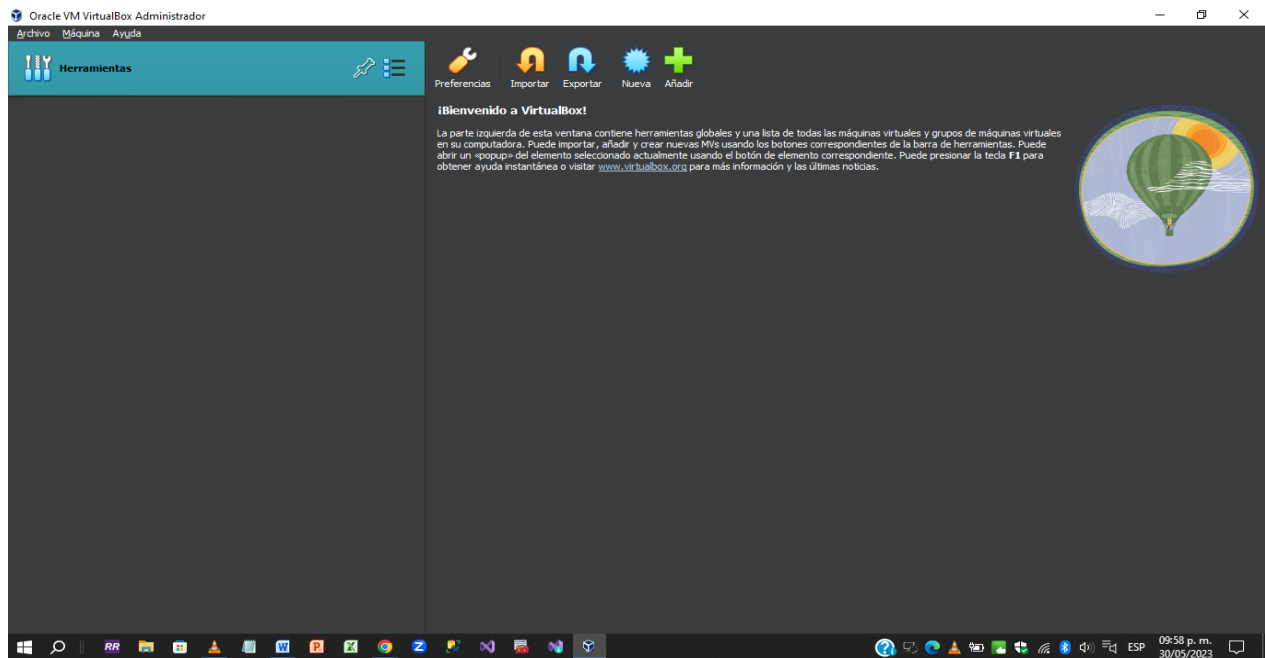 Oracle VM VirtualBox Administrador
Archivo Máquina Ayuda
Herramientas
Preferencias Importar Exportar Nueva Añadir
¡Bienvenido a VirtualBox!
La parte izquierda de esta ventana contiene herramientas globales y una lista de todas las máquinas virtuales y grupos de máquinas virtuales
en su computadora. Puede importar, añadir y crear nuevas MVs usando los botones correspondientes de la barra de herramientas. Puede
abrir un «popup» del elemento seleccionado actualmente usando el botón de elemento correspondiente. Puede presionar la tecla F1 para
obtener ayuda instantánea o visitar www.virtualbox.org para más información y las últimas noticias.
RR W P X Z
ESP
09:58 p. m.
30/05/2023